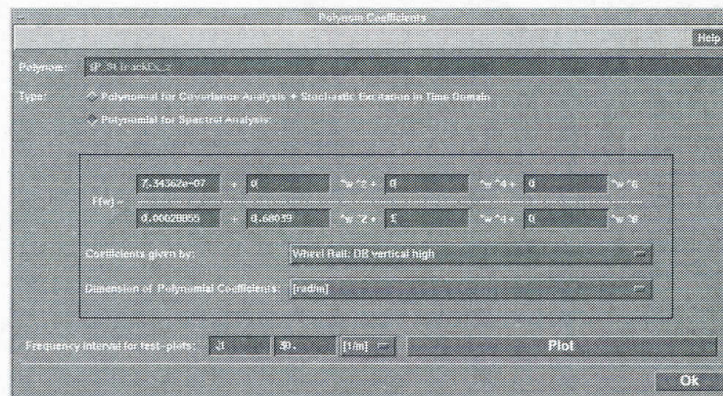 Polynom Coefficients
Help
Polynom:
Type: Polynomial for Covariance Analysis + Stochastic Excitation in Time Domain
Polynomial for Spectral Analysis:
7.34362e-07 + 0 *w^2 + 0 *w^4 + 0 *w^6
F(w) =
0.00028855 + 0.68039 *w^2 + 1 *w^4 + 0 *w^6
Coefficients given by: Wheel Rail: DB vertical high
Dimension of Polynomial Coefficients: [rad/m]
Frequency interval for test-plots: 30. [1/m] Plot
Ok